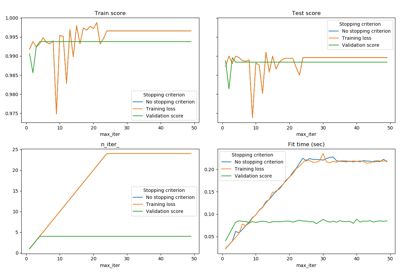 Train score
1.000
0.995
0.990
0.985
0.980
0.975
0 10 20 30 40 50
max_iter
Stopping criterion
No stopping criterion
Training loss
Validation score
Test score
0 10 20 30 40 50
max_iter
Stopping criterion
No stopping criterion
Training loss
Validation score
n_iter_
25
20
15
10
5
0
0 10 20 30 40 50
max_iter
Stopping criterion
No stopping criterion
Training loss
Validation score
Fit time (sec)
0.20
0.15
0.10
0.05
0 10 20 30 40 50
max_iter
Stopping criterion
No stopping criterion
Training loss
Validation score